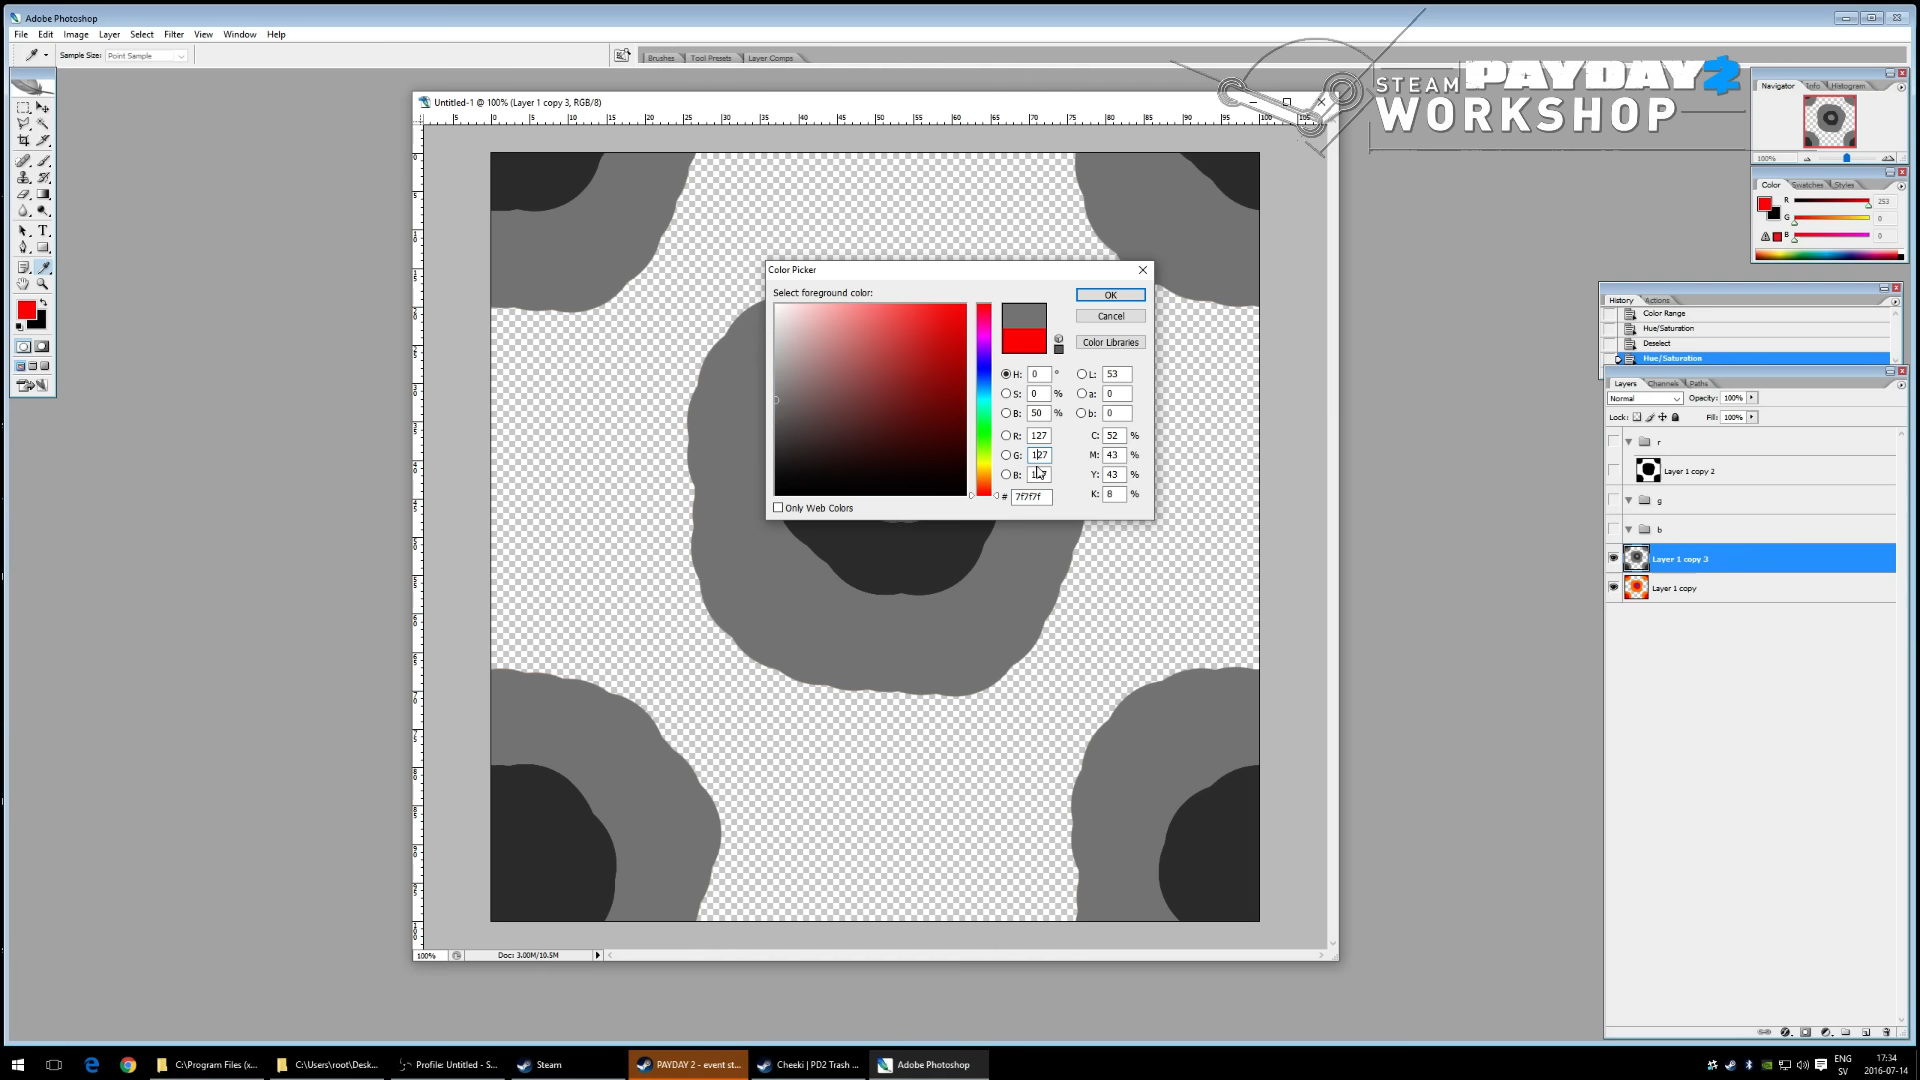 Adobe Photoshop
File Edit Image Layer Select Filter View Window Help
Sample Size: Point Sample
Brushes Tool Presets Layer Comps
STEAM PAYDAY 2
WORKSHOP
Untitled-1 @ 100% (Layer 1 copy 3, RGB/8)
Navigator Info Histogram
100%
Color Swatches Styles
R 253
G 0
B 0
Color Picker
Select foreground color:
OK
Cancel
Color Libraries
H: 0 °
S: 0 %
B: 50 %
R: 127
G: 127
B:
# 7f7f7f
L: 53
a: 0
b: 0
C: 52 %
M: 43 %
Y: 43 %
K: 8 %
Only Web Colors
History Actions
Color Range
Hue/Saturation
Deselect
Hue/Saturation
Layers Channels Paths
Normal Opacity: 100%
Lock: Fill: 100%
r
Layer 1 copy 2
g
b
Layer 1 copy 3
Layer 1 copy
100% Doc: 3.00M/10.5M
C:\Program Files (x...
C:\Users\root\Desk...
Profile: Untitled - S...
Steam
PAYDAY 2 - event st...
Cheeki | PD2 Trash ...
Adobe Photoshop
ENG
SV
17:34
2016-07-14